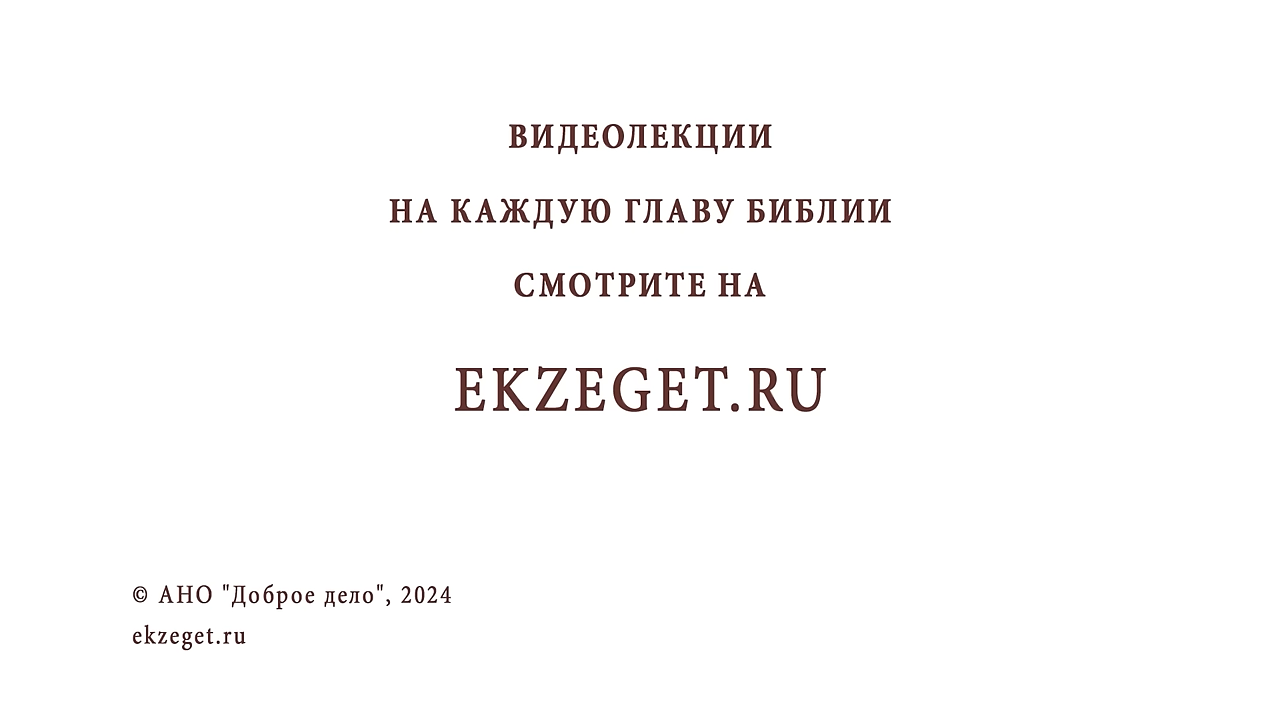 ВИДЕОЛЕКЦИИ
НА КАЖДУЮ ГЛАВУ БИБЛИИ
СМОТРИТЕ НА
EKZEGET.RU
© АНО "Доброе дело", 2024
ekzeget.ru